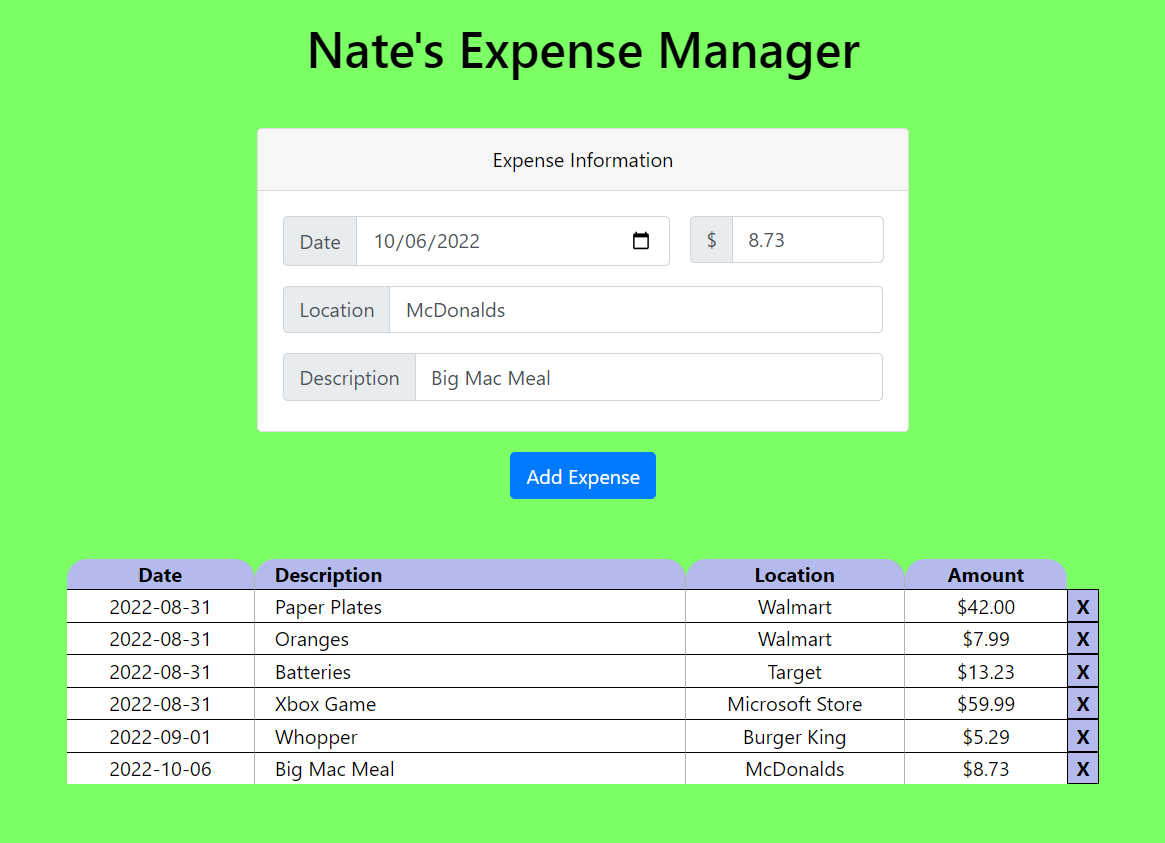 Nate's Expense Manager
Expense Information
Date 10/06/2022 $ 8.73
Location McDonalds
Description Big Mac Meal
Add Expense
Date Description Location Amount
2022-08-31 Paper Plates Walmart $42.00 X
2022-08-31 Oranges Walmart $7.99 X
2022-08-31 Batteries Target $13.23 X
2022-08-31 Xbox Game Microsoft Store $59.99 X
2022-09-01 Whopper Burger King $5.29 X
2022-10-06 Big Mac Meal McDonalds $8.73 X